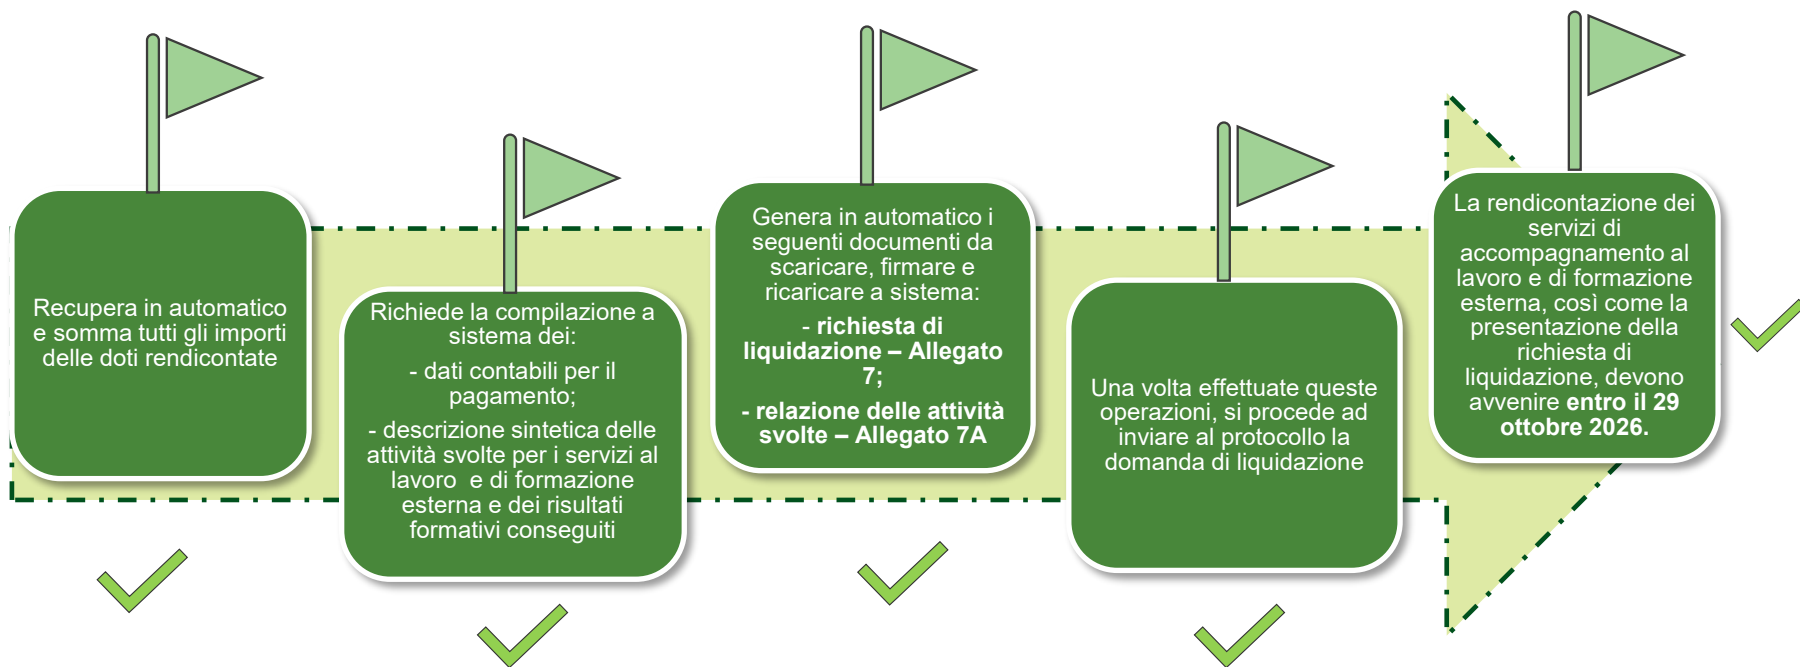 Recupera in automatico
e somma tutti gli importi
delle doti rendicontate
Richiede la compilazione a
sistema dei:
- dati contabili per il
pagamento;
- descrizione sintetica delle
attività svolte per i servizi al
lavoro e di formazione
esterna e dei risultati
formativi conseguiti
Genera in automatico i
seguenti documenti da
scaricare, firmare e
ricaricare a sistema:
- richiesta di
liquidazione – Allegato
7;
- relazione delle attività
svolte – Allegato 7A
Una volta effettuate queste
operazioni, si procede ad
inviare al protocollo la
domanda di liquidazione
La rendicontazione dei
servizi di
accompagnamento al
lavoro e di formazione
esterna, così come la
presentazione della
richiesta di
liquidazione, devono
avvenire entro il 29
ottobre 2026.